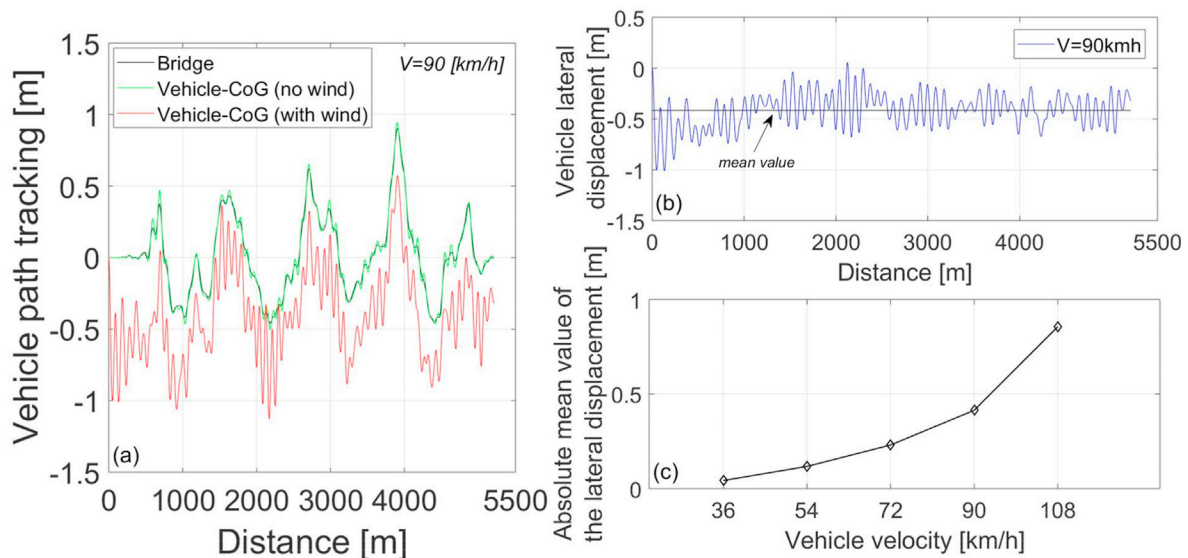 Vehicle path tracking [m]
1.5
1
0.5
0
-0.5
-1
-1.5
Bridge
Vehicle-CoG (no wind)
Vehicle-CoG (with wind)
V=90 [km/h]
(a)
0 1000 2000 3000 4000 5500
Distance [m]
Vehicle lateral
displacement [m]
0.5
0
-0.5
-1
-1.5
V=90kmh
mean value
(b)
0 1000 2000 3000 4000 5500
Distance [m]
Absolute mean value of
the lateral displacement [m]
1
0.5
0
(c)
36 54 72 90 108
Vehicle velocity [km/h]